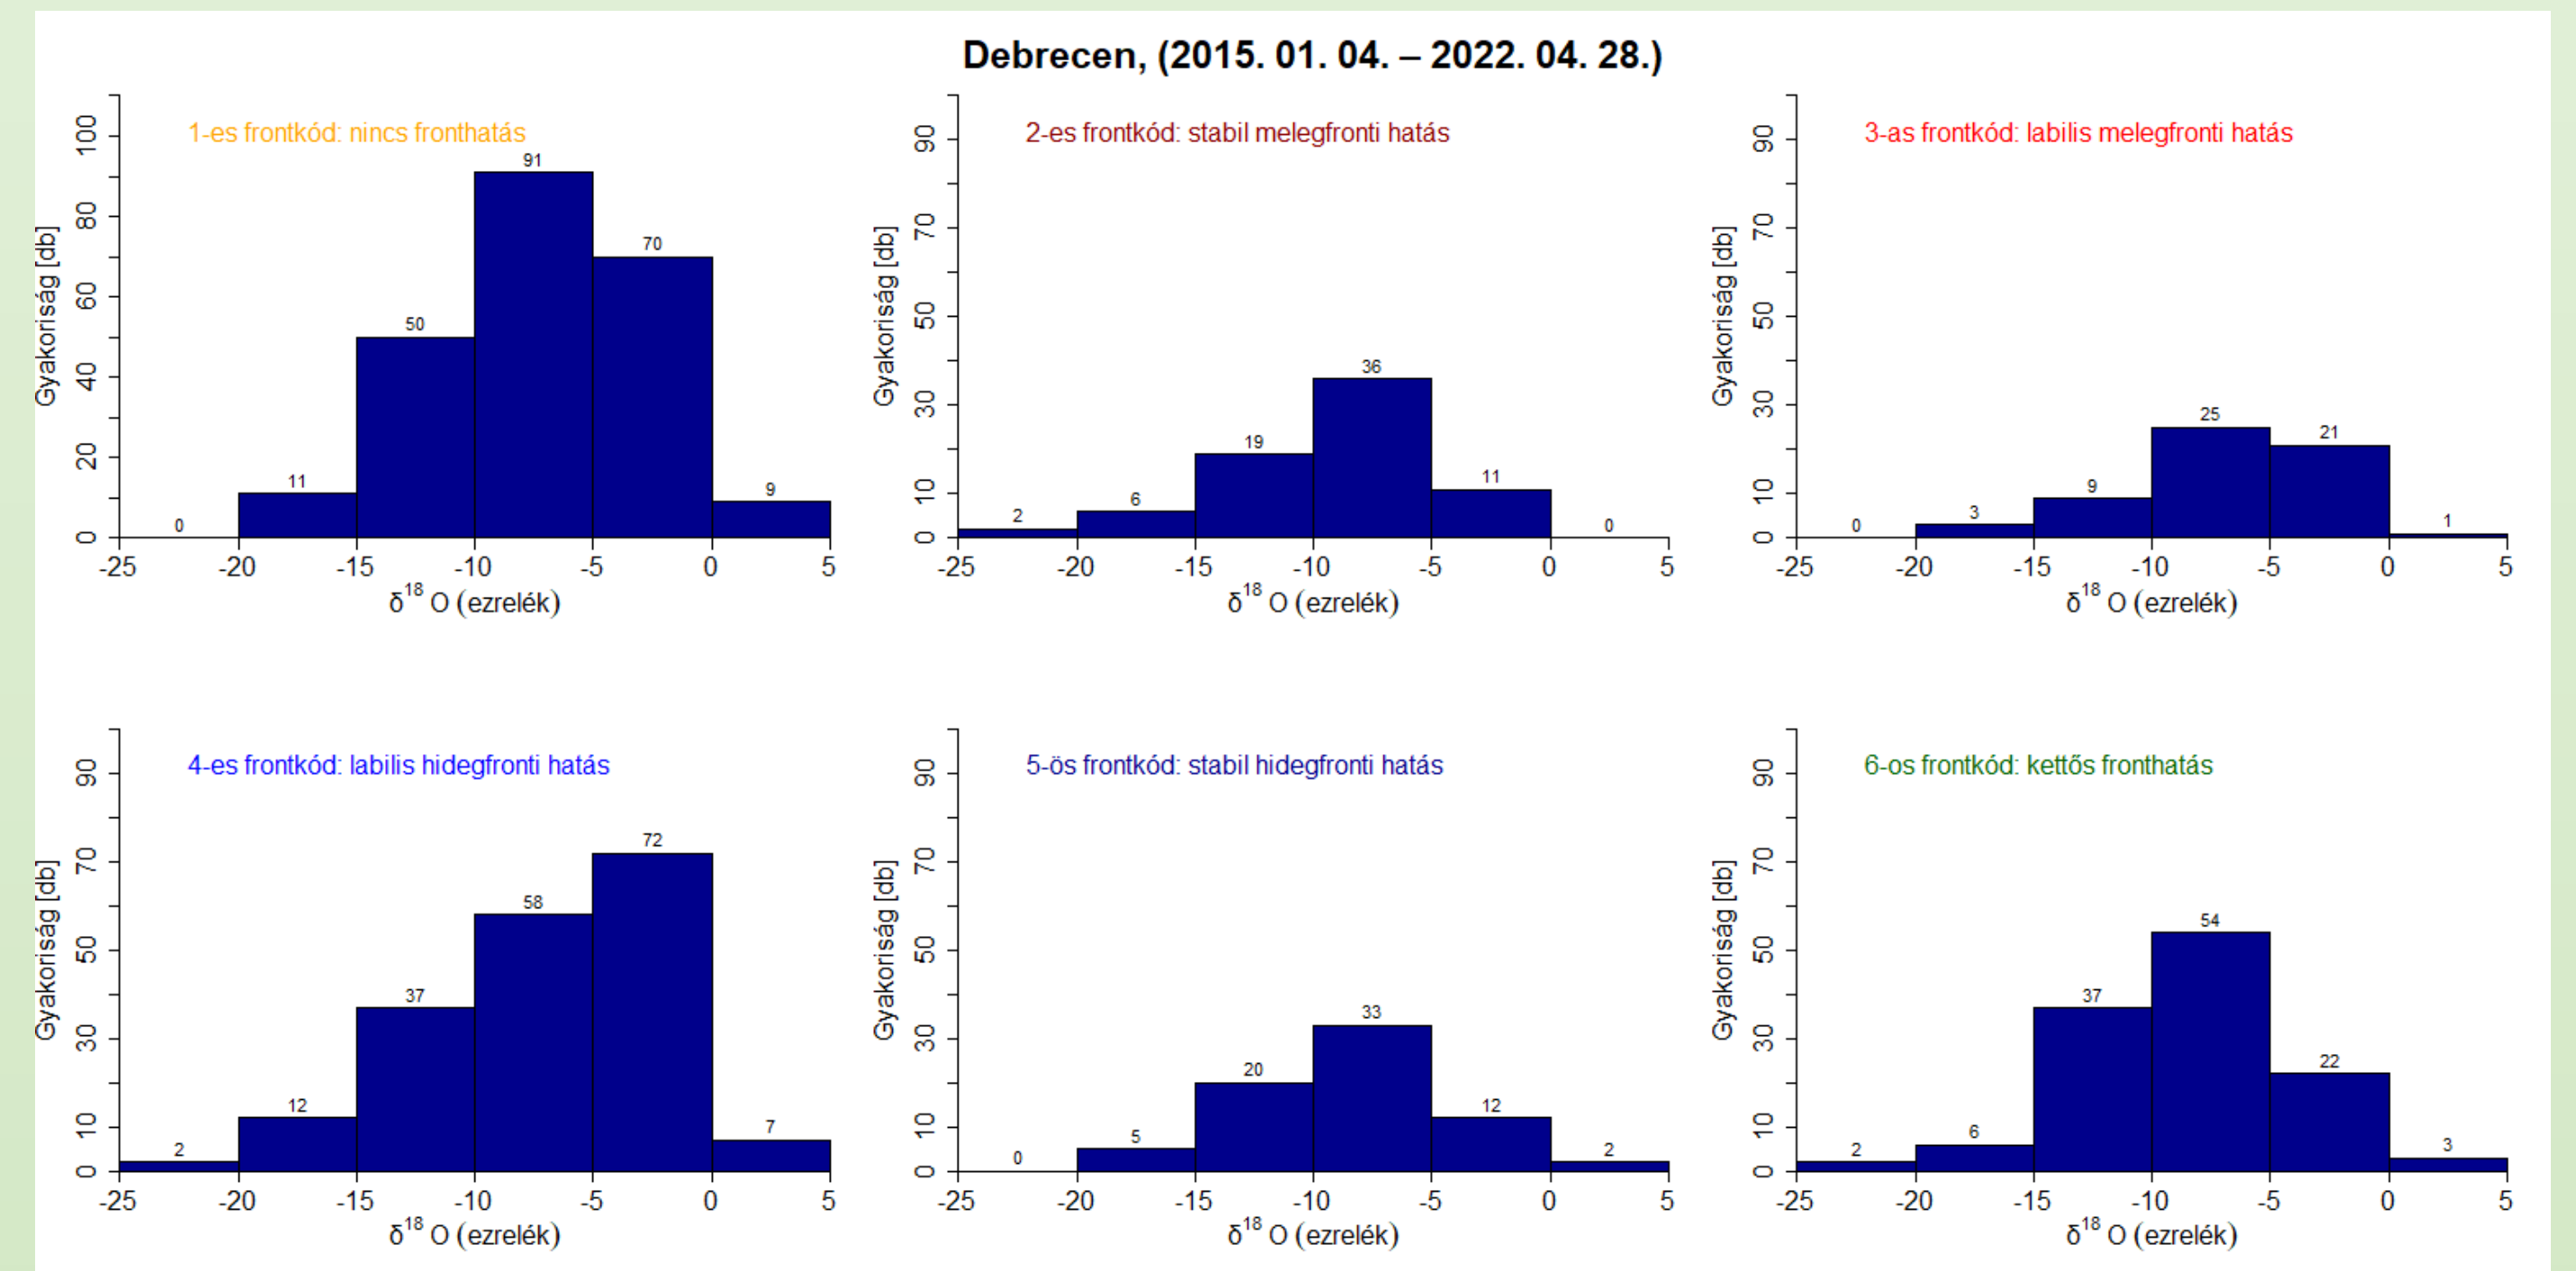 Debrecen, (2015. 01. 04. – 2022. 04. 28.)
1-es frontkód: nincs fronthatás
Gyakoriság [db]
0 20 40 60 80 100
0 11 50 91 70 9
-25 -20 -15 -10 -5 0 5
δ¹⁸ O (ezrelék)
2-es frontkód: stabil melegfronti hatás
Gyakoriság [db]
0 10 30 50 70 90
2 6 19 36 11 0
-25 -20 -15 -10 -5 0 5
δ¹⁸ O (ezrelék)
3-as frontkód: labilis melegfronti hatás
Gyakoriság [db]
0 10 30 50 70 90
0 3 9 25 21 1
-25 -20 -15 -10 -5 0 5
δ¹⁸ O (ezrelék)
4-es frontkód: labilis hidegfronti hatás
Gyakoriság [db]
0 10 30 50 70 90
2 12 37 58 72 7
-25 -20 -15 -10 -5 0 5
δ¹⁸ O (ezrelék)
5-ös frontkód: stabil hidegfronti hatás
Gyakoriság [db]
0 10 30 50 70 90
0 5 20 33 12 2
-25 -20 -15 -10 -5 0 5
δ¹⁸ O (ezrelék)
6-os frontkód: kettős fronthatás
Gyakoriság [db]
0 10 30 50 70 90
2 6 37 54 22 3
-25 -20 -15 -10 -5 0 5
δ¹⁸ O (ezrelék)